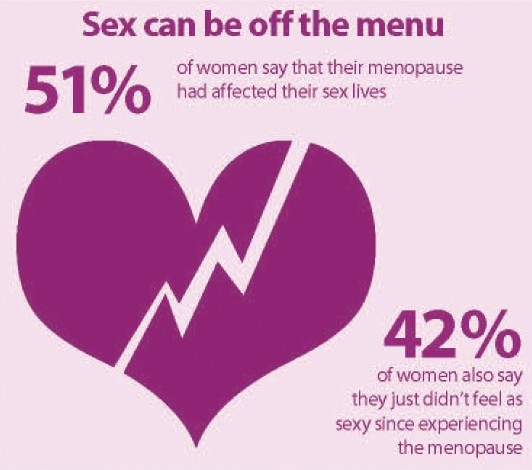 Sex can be off the menu
51%
of women say that their menopause
had affected their sex lives
42%
of women also say
they just didn’t feel as
sexy since experiencing
the menopause